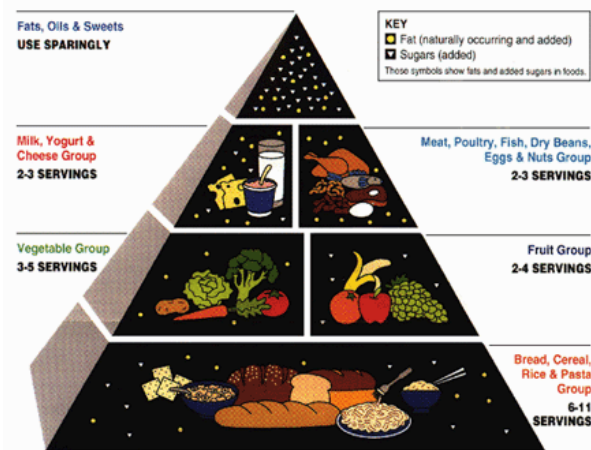 Fats, Oils & Sweets
USE SPARINGLY
KEY
Fat (naturally occurring and added)
Sugars (added)
These symbols show fats and added sugars in foods.
Milk, Yogurt &
Cheese Group
2-3 SERVINGS
Meat, Poultry, Fish, Dry Beans,
Eggs & Nuts Group
2-3 SERVINGS
Vegetable Group
3-5 SERVINGS
Fruit Group
2-4 SERVINGS
Bread, Cereal,
Rice & Pasta
Group
6-11
SERVINGS